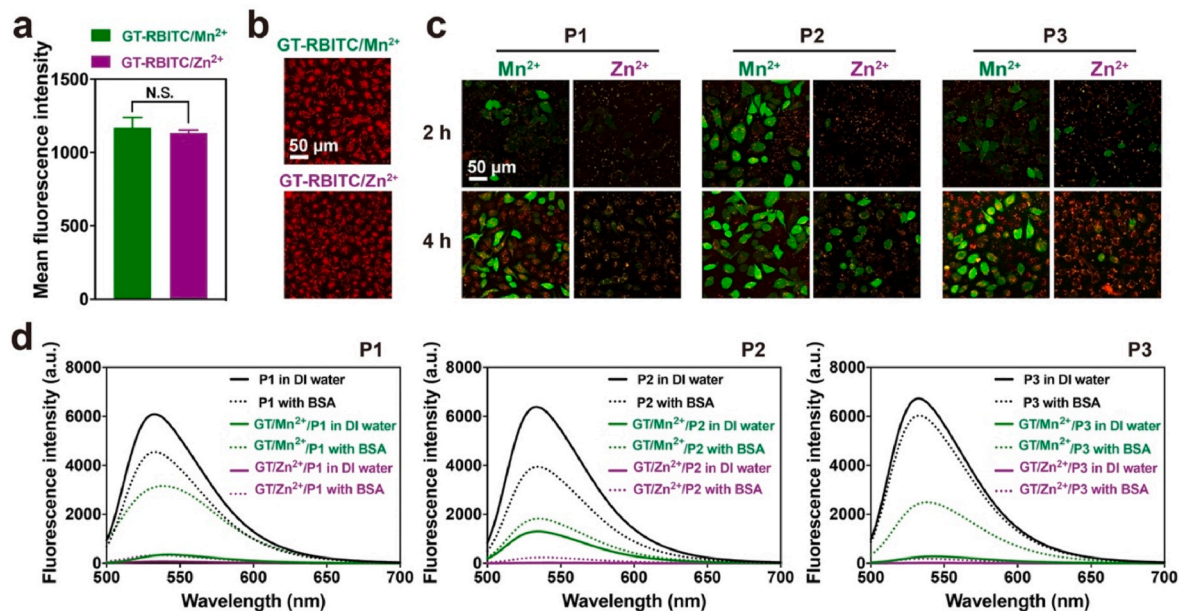 a
GT-RBITC/Mn²⁺
GT-RBITC/Zn²⁺
Mean fluorescence intensity
1500
1000
500
0
N.S.
b
GT-RBITC/Mn²⁺
50 µm
GT-RBITC/Zn²⁺
c
P1
P2
P3
Mn²⁺
Zn²⁺
Mn²⁺
Zn²⁺
Mn²⁺
Zn²⁺
2 h
50 µm
4 h
d
P1
Fluorescence intensity (a.u.)
8000
6000
4000
2000
0
P1 in DI water
P1 with BSA
GT/Mn²⁺/P1 in DI water
GT/Mn²⁺/P1 with BSA
GT/Zn²⁺/P1 in DI water
GT/Zn²⁺/P1 with BSA
500
550
600
650
700
Wavelength (nm)
P2
Fluorescence intensity (a.u.)
8000
6000
4000
2000
0
P2 in DI water
P2 with BSA
GT/Mn²⁺/P2 in DI water
GT/Mn²⁺/P2 with BSA
GT/Zn²⁺/P2 in DI water
GT/Zn²⁺/P2 with BSA
500
550
600
650
700
Wavelength (nm)
P3
Fluorescence intensity (a.u.)
8000
6000
4000
2000
0
P3 in DI water
P3 with BSA
GT/Mn²⁺/P3 in DI water
GT/Mn²⁺/P3 with BSA
GT/Zn²⁺/P3 in DI water
GT/Zn²⁺/P3 with BSA
500
550
600
650
700
Wavelength (nm)